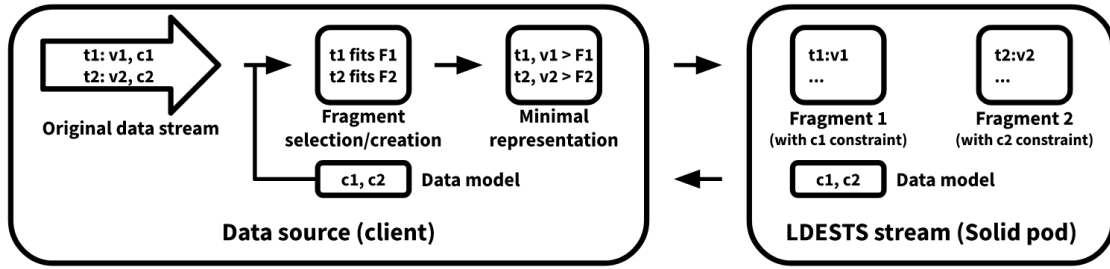 t1: v1, c1
t2: v2, c2
Original data stream
t1 fits F1
t2 fits F2
Fragment
selection/creation
t1, v1 > F1
t2, v2 > F2
Minimal
representation
c1, c2
Data model
Data source (client)
t1:v1
...
Fragment 1
(with c1 constraint)
t2:v2
...
Fragment 2
(with c2 constraint)
c1, c2
Data model
LDESTS stream (Solid pod)